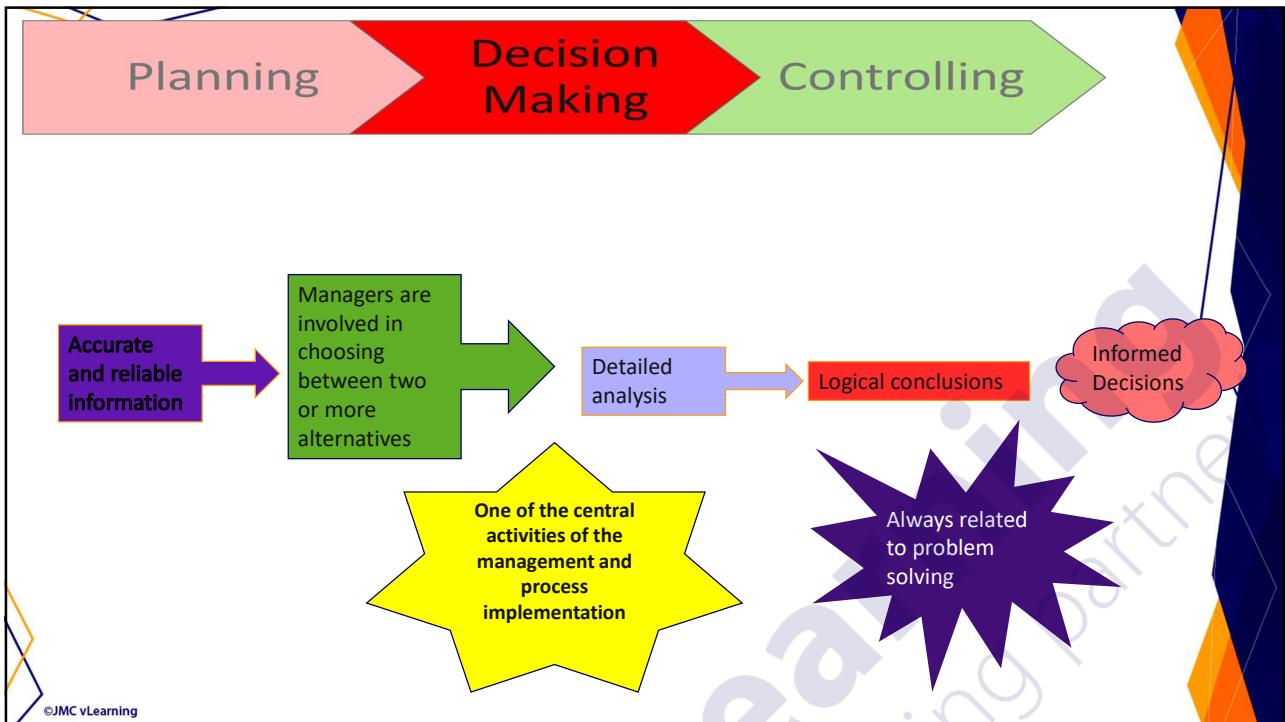 Planning
Decision
Making
Controlling
Accurate
and reliable
information
Managers are
involved in
choosing
between two
or more
alternatives
Detailed
analysis
Logical conclusions
Informed
Decisions
One of the central
activities of the
management and
process
implementation
Always related
to problem
solving
©JMC vLearning